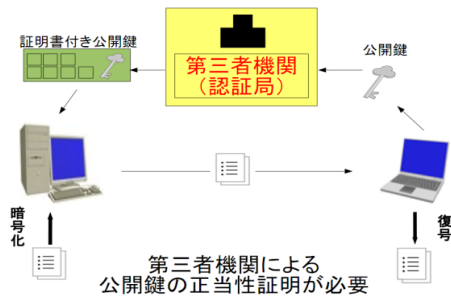 証明書付き公開鍵
公開鍵
第三者機関
（認証局）
暗号化
復号
第三者機関による
公開鍵の正当性証明が必要